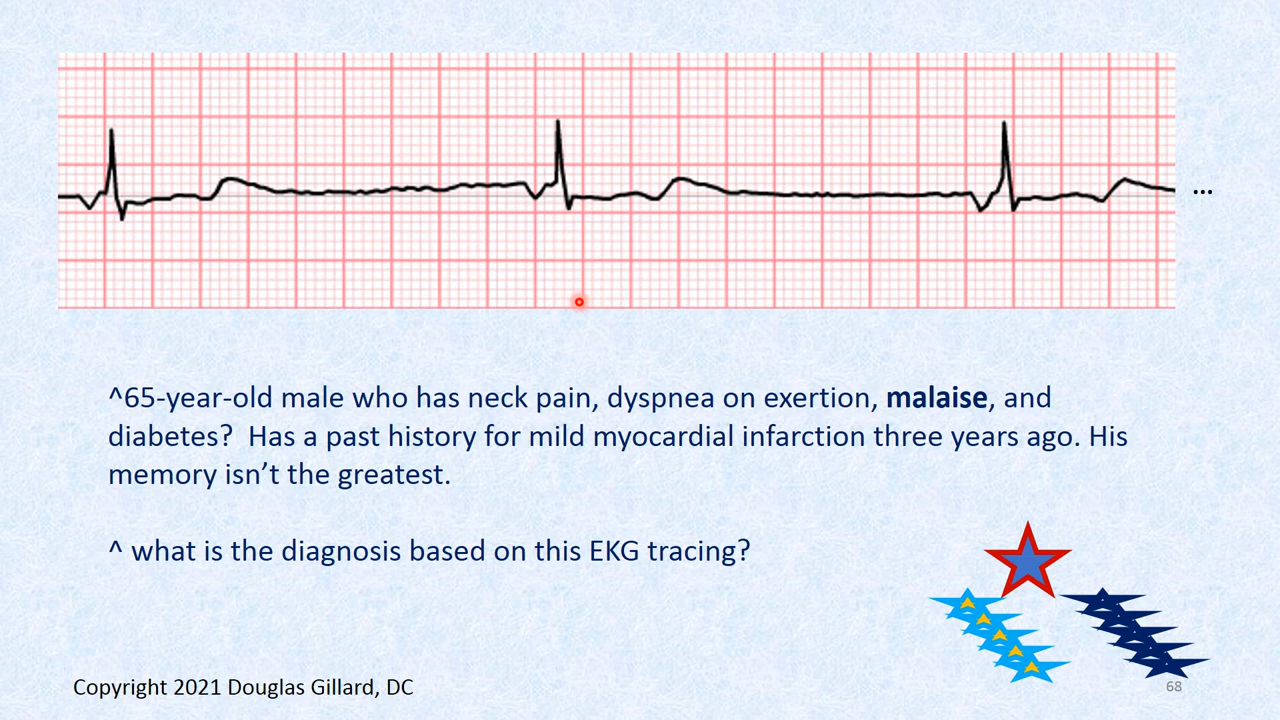 ...
^65-year-old male who has neck pain, dyspnea on exertion, malaise, and
diabetes?  Has a past history for mild myocardial infarction three years ago. His
memory isn’t the greatest.
^ what is the diagnosis based on this EKG tracing?
Copyright 2021 Douglas Gillard, DC
68